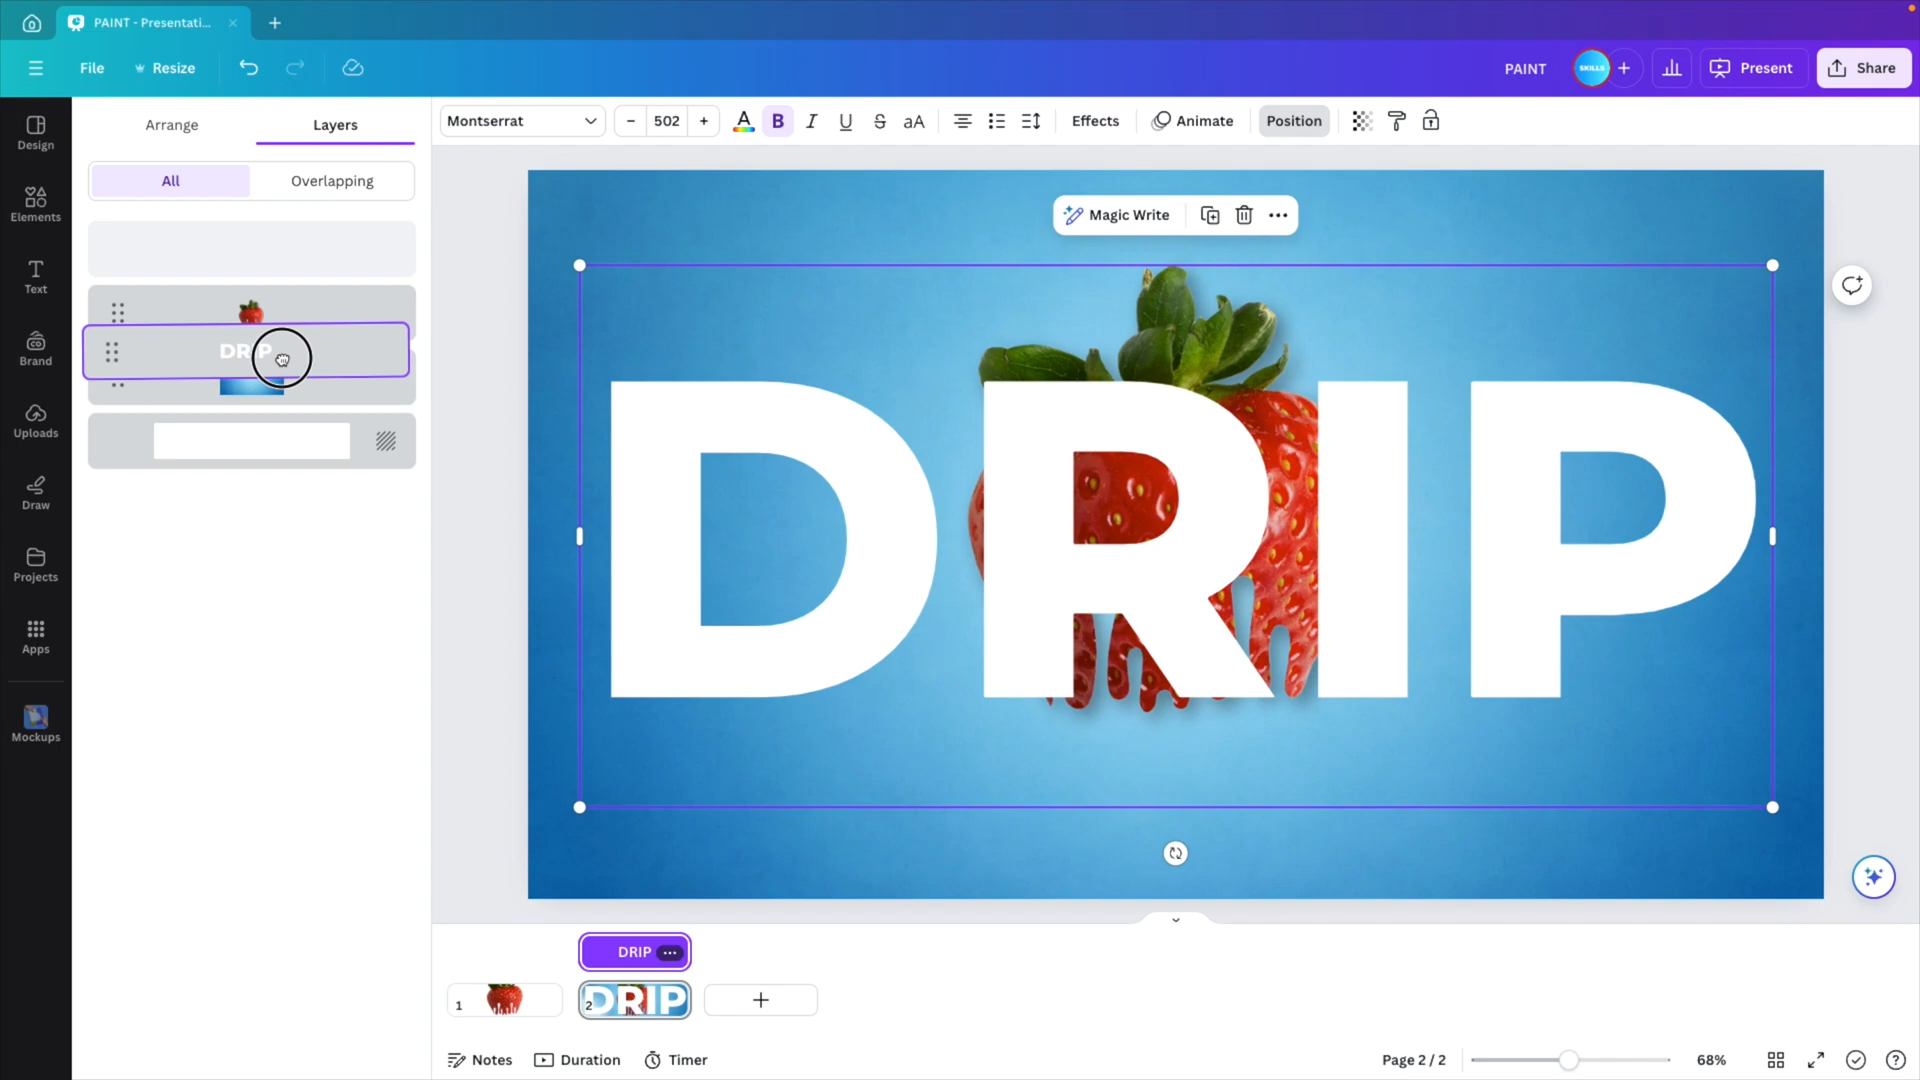 PAINT - Presentati...
File
Resize
PAINT
SKILLS
Present
Share
Design
Elements
Text
Brand
Uploads
Draw
Projects
Apps
Mockups
Arrange
Layers
All
Overlapping
DRIP
Montserrat
502
B
I
U
S
aA
Effects
Animate
Position
Magic Write
DRIP
DRIP
1
2
DRIP
Notes
Duration
Timer
Page 2 / 2
68%